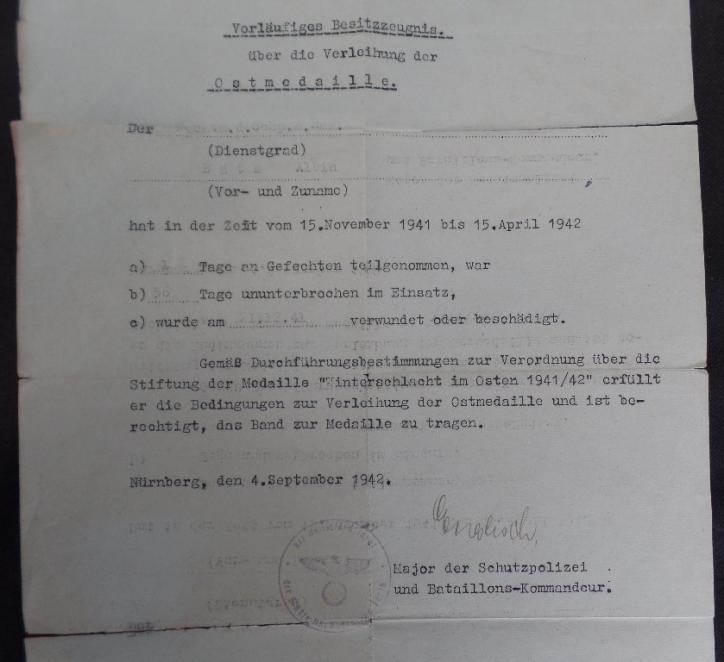 Vorläufiges Besitzzeugnis.
über die Verleihung der
Ostmedaille.
Der
(Dienstgrad)
Albin
(Vor- und Zuname)
hat in der Zeit vom 15.November 1941 bis 15.April 1942
a) Tage an Gefechten teilgenommen, war
b) 56 Tage ununterbrochen im Einsatz,
c) wurde am verwundet oder beschädigt.
Gemäß Durchführungsbestimmungen zur Verordnung über die
Stiftung der Medaille "Winterschlacht im Osten 1941/42" erfüllt
er die Bedingungen zur Verleihung der Ostmedaille und ist be-
rechtigt, das Band zur Medaille zu tragen.
Nürnberg, den 4.September 1942.
Major der Schutzpolizei
und Bataillons-Kommandeur.